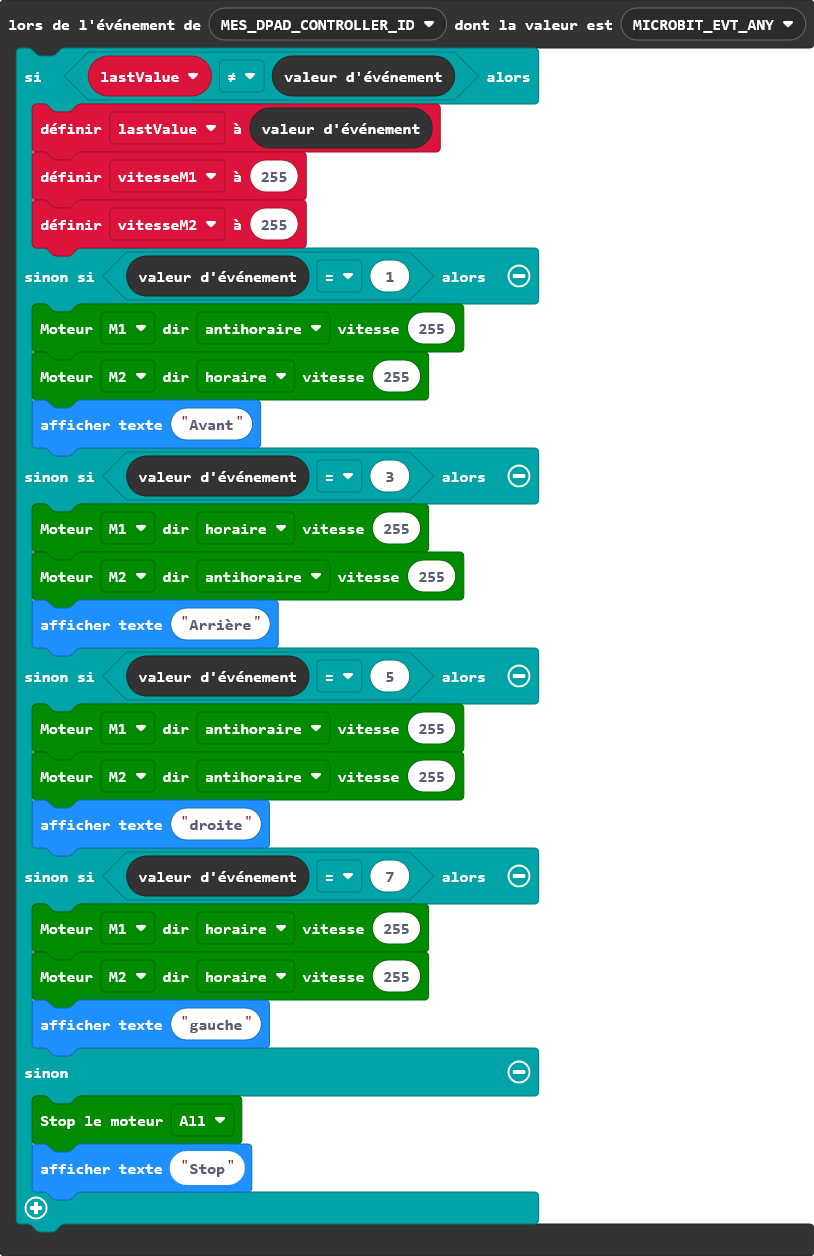 lors de l'événement de MES_DPAD_CONTROLLER_ID dont la valeur est MICROBIT_EVT_ANY
si lastValue ≠ valeur d'événement alors
définir lastValue à valeur d'événement
définir vitesseM1 à 255
définir vitesseM2 à 255
sinon si valeur d'événement = 1 alors
Moteur M1 dir antihoraire vitesse 255
Moteur M2 dir horaire vitesse 255
afficher texte "Avant"
sinon si valeur d'événement = 3 alors
Moteur M1 dir horaire vitesse 255
Moteur M2 dir antihoraire vitesse 255
afficher texte "Arrière"
sinon si valeur d'événement = 5 alors
Moteur M1 dir antihoraire vitesse 255
Moteur M2 dir antihoraire vitesse 255
afficher texte "droite"
sinon si valeur d'événement = 7 alors
Moteur M1 dir horaire vitesse 255
Moteur M2 dir horaire vitesse 255
afficher texte "gauche"
sinon
Stop le moteur All
afficher texte "Stop"